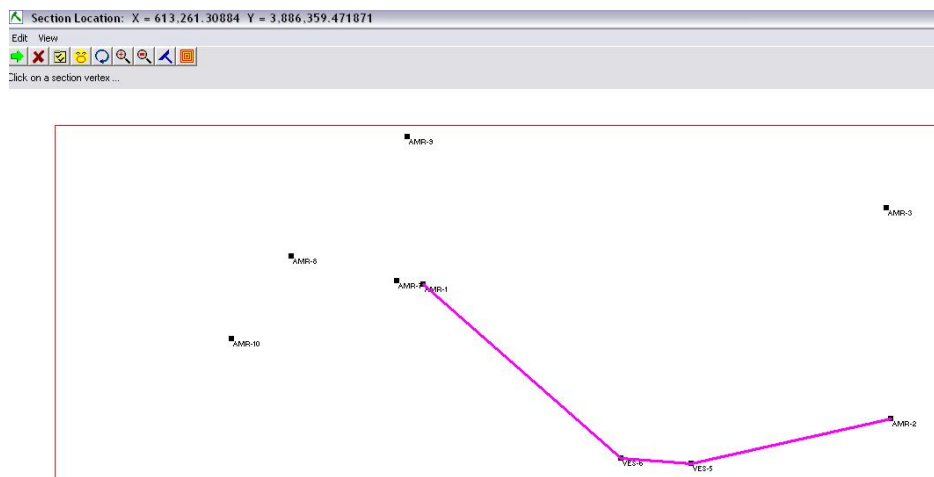 Section Location: X = 613,261.30884 Y = 3,886,359.471871
Edit View
Click on a section vertex ...
AMR-9
AMR-3
AMR-8
AMR-1
AMR-10
AMR-2
VES-6
VES-5